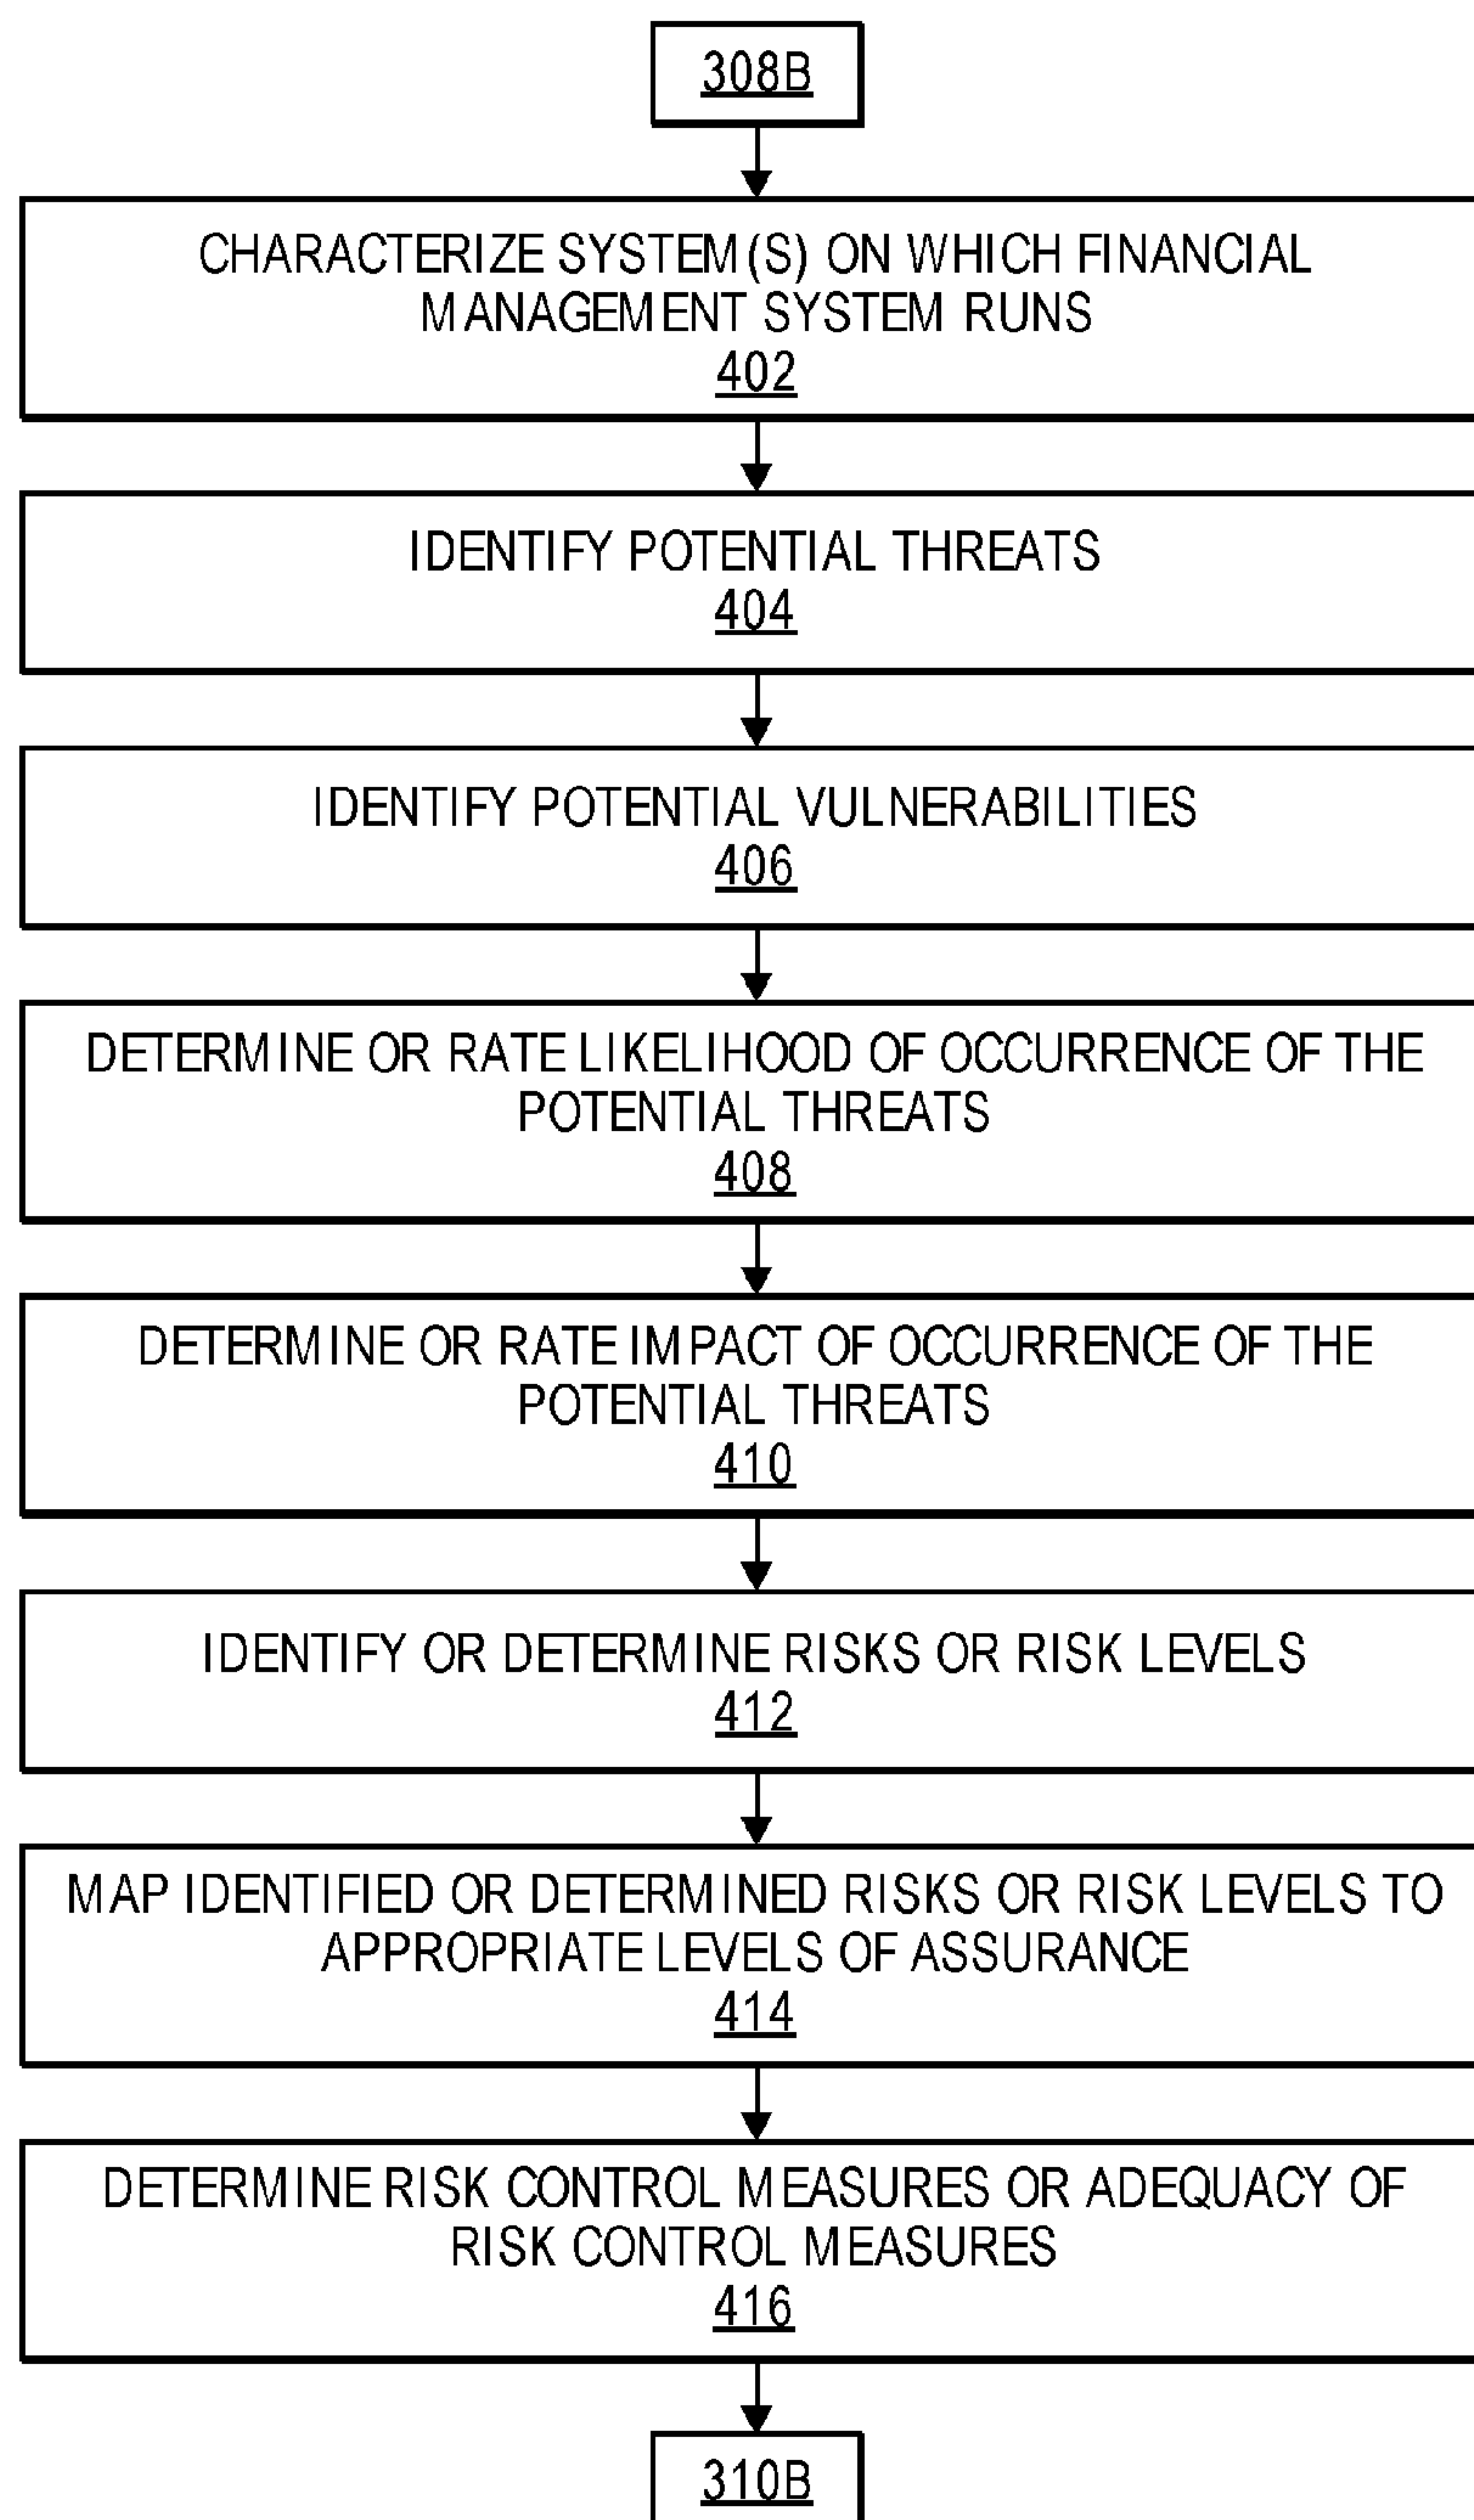 308B
CHARACTERIZE SYSTEM(S) ON WHICH FINANCIAL
MANAGEMENT SYSTEM RUNS
402
IDENTIFY POTENTIAL THREATS
404
IDENTIFY POTENTIAL VULNERABILITIES
406
DETERMINE OR RATE LIKELIHOOD OF OCCURRENCE OF THE
POTENTIAL THREATS
408
DETERMINE OR RATE IMPACT OF OCCURRENCE OF THE
POTENTIAL THREATS
410
IDENTIFY OR DETERMINE RISKS OR RISK LEVELS
412
MAP IDENTIFIED OR DETERMINED RISKS OR RISK LEVELS TO
APPROPRIATE LEVELS OF ASSURANCE
414
DETERMINE RISK CONTROL MEASURES OR ADEQUACY OF
RISK CONTROL MEASURES
416
310B